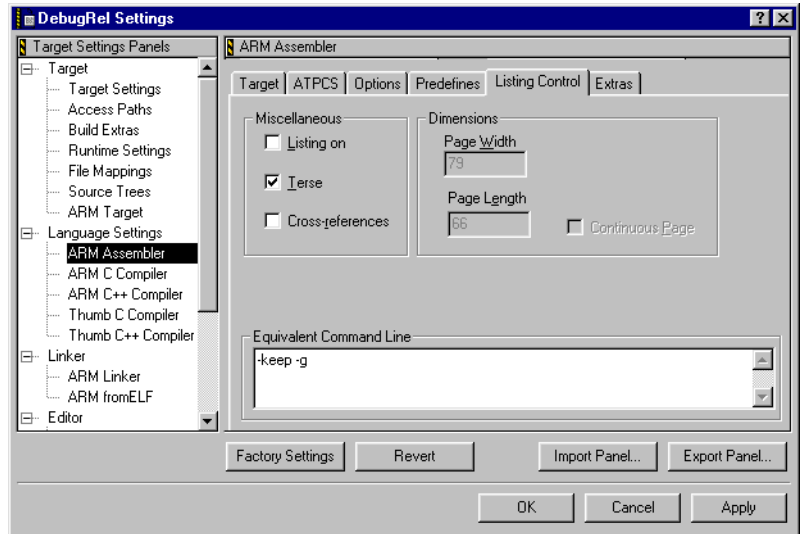 DebugRel Settings
Target Settings Panels
Target
Target Settings
Access Paths
Build Extras
Runtime Settings
File Mappings
Source Trees
ARM Target
Language Settings
ARM Assembler
ARM C Compiler
ARM C++ Compiler
Thumb C Compiler
Thumb C++ Compiler
Linker
ARM Linker
ARM fromELF
Editor
ARM Assembler
Target ATPCS Options Predefines Listing Control Extras
Miscellaneous
Listing on
Terse
Cross-references
Dimensions
Page Width
79
Page Length
66
Continuous Page
Equivalent Command Line
-keep -g
Factory Settings Revert Import Panel... Export Panel...
OK Cancel Apply